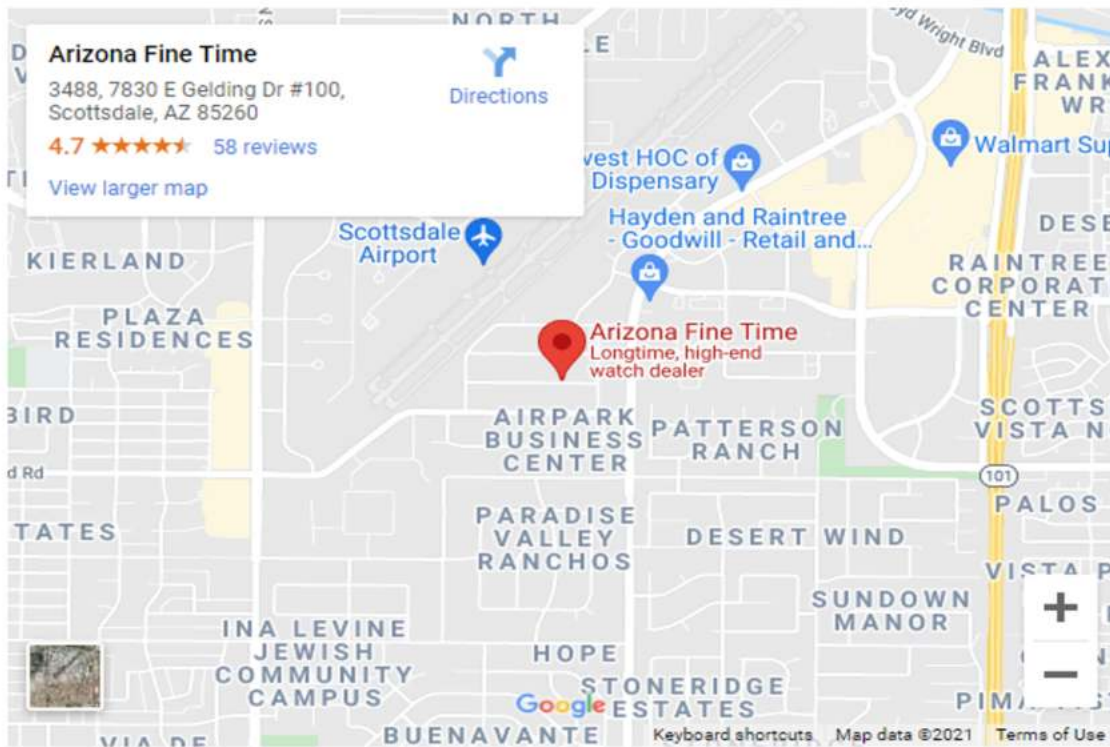 Arizona Fine Time
3488, 7830 E Gelding Dr #100,
Scottsdale, AZ 85260
4.7
58 reviews
View larger map
Directions
NORTH
Wright Blvd
Walmart
vest HOC of
Dispensary
Hayden and Raintree
- Goodwill - Retail and...
Scottsdale
Airport
KIERLAND
RAINTREE
CORPORAT
CENTER
PLAZA
RESIDENCES
Arizona Fine Time
Longtime, high-end
watch dealer
BIRD
AIRPARK
BUSINESS
CENTER
PATTERSON
RANCH
SCOTTS
VISTA N
d Rd
101
PALOS
TATES
PARADISE
VALLEY
RANCHOS
DESERT WIND
VISTA P
SUNDOWN
MANOR
INA LEVINE
JEWISH
COMMUNITY
CAMPUS
HOPE
STONERIDGE
ESTATES
Google
PIMA
VIA DE
BUENAVANTE
Keyboard shortcuts
Map data ©2021
Terms of Use